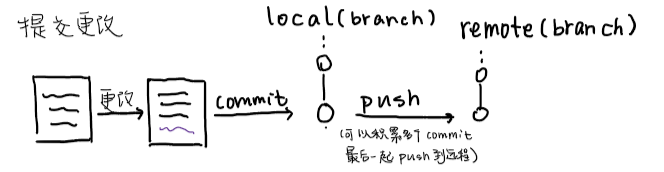 提交更改
local(branch)
remote(branch)
更改
commit
push
(可以积累多个commit
最后一起push到远程)